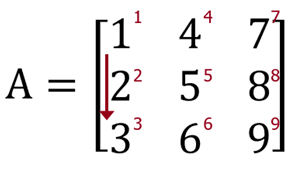 1¹ 4⁴ 7⁷
A = 2² 5⁵ 8⁸
3³ 6⁶ 9⁹